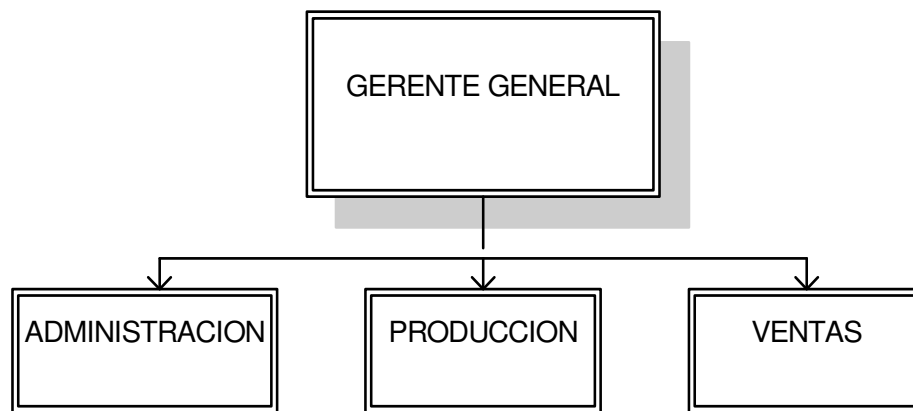 GERENTE GENERAL
ADMINISTRACION
PRODUCCION
VENTAS